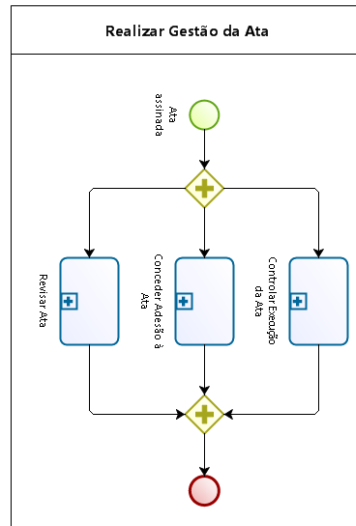 Realizar Gestão da Ata
Ata
assinada
Controlar Execução
da Ata
Conceder Adesão à
Ata
Revisar Ata